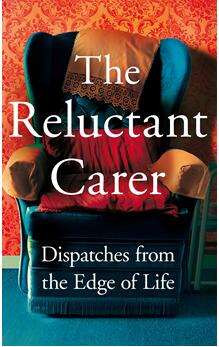 The
Reluctant
Carer
Dispatches from
the Edge of Life